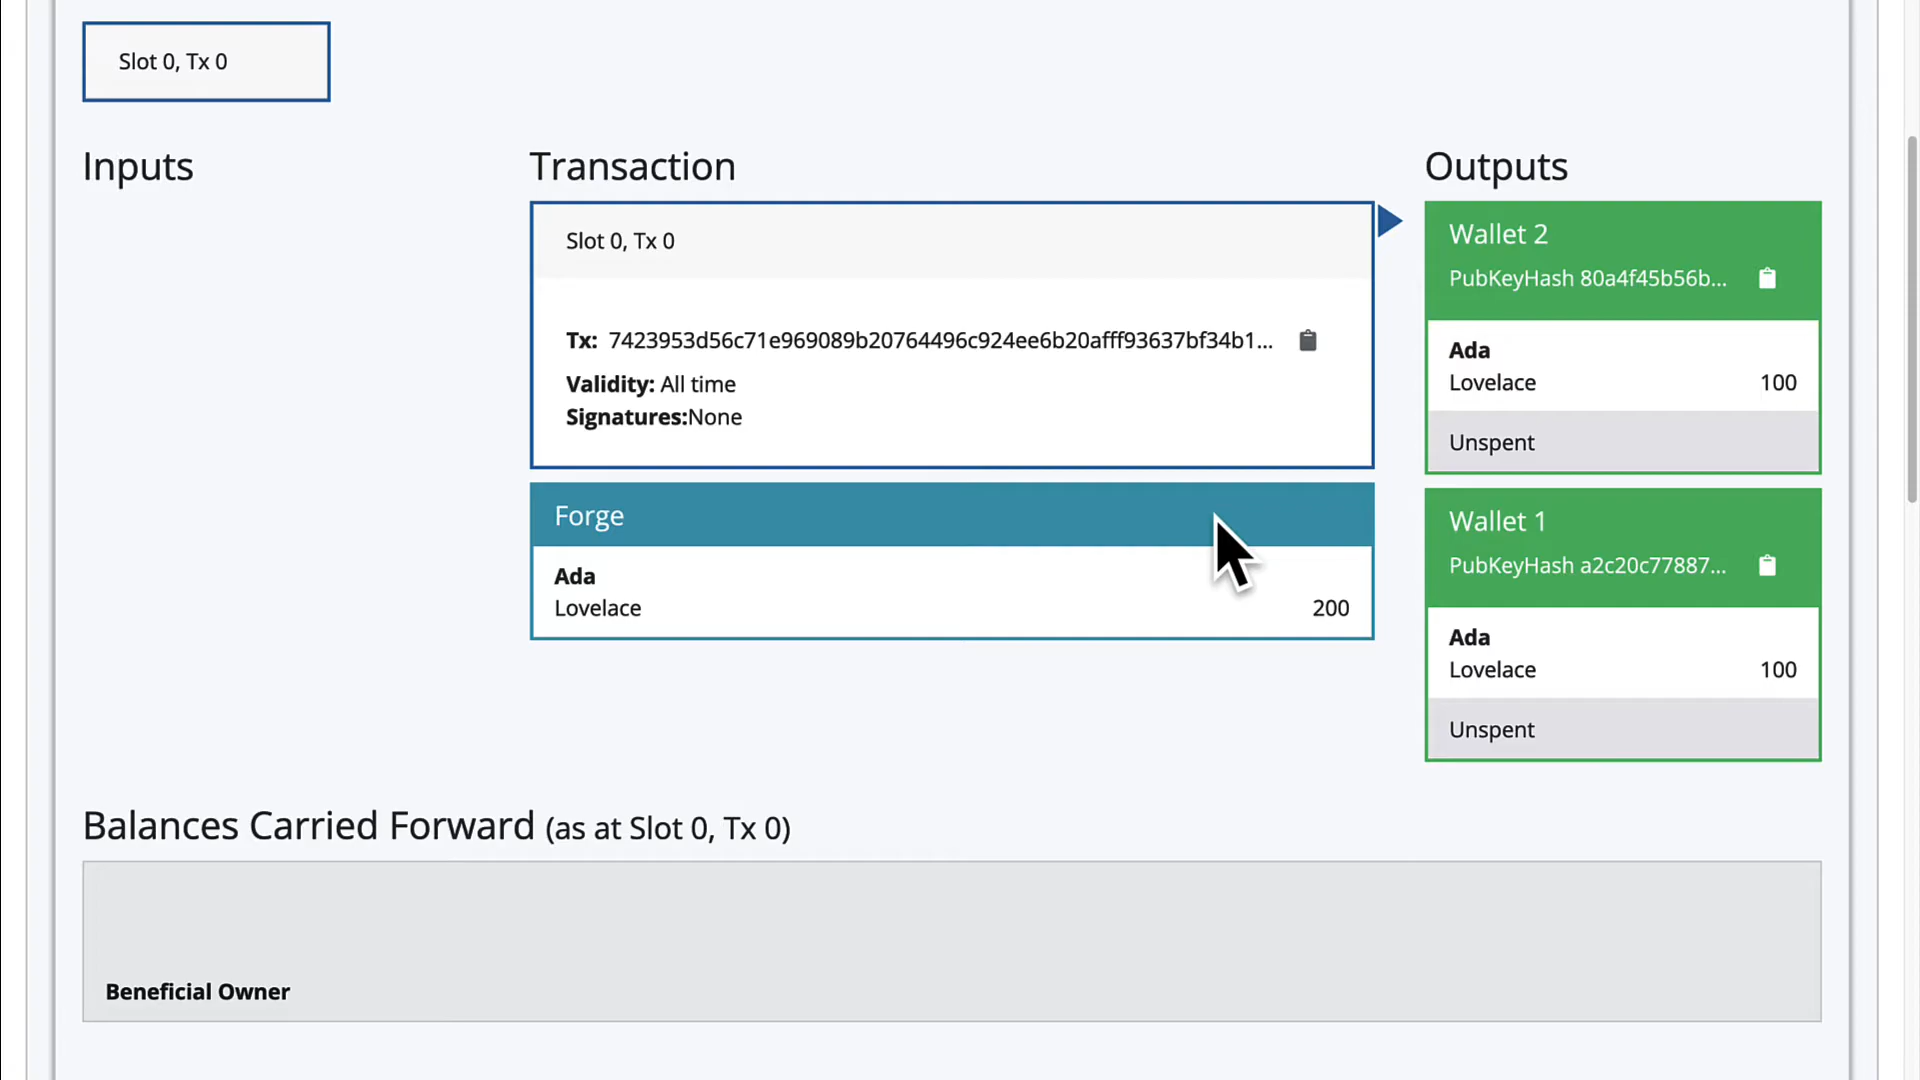 Slot 0, Tx 0
Inputs
Transaction
Outputs
Slot 0, Tx 0
Tx: 7423953d56c71e969089b20764496c924ee6b20afff93637bf34b1...
Validity: All time
Signatures:None
Forge
Ada
Lovelace 200
Wallet 2
PubKeyHash 80a4f45b56b...
Ada
Lovelace 100
Unspent
Wallet 1
PubKeyHash a2c20c77887...
Ada
Lovelace 100
Unspent
Balances Carried Forward (as at Slot 0, Tx 0)
Beneficial Owner